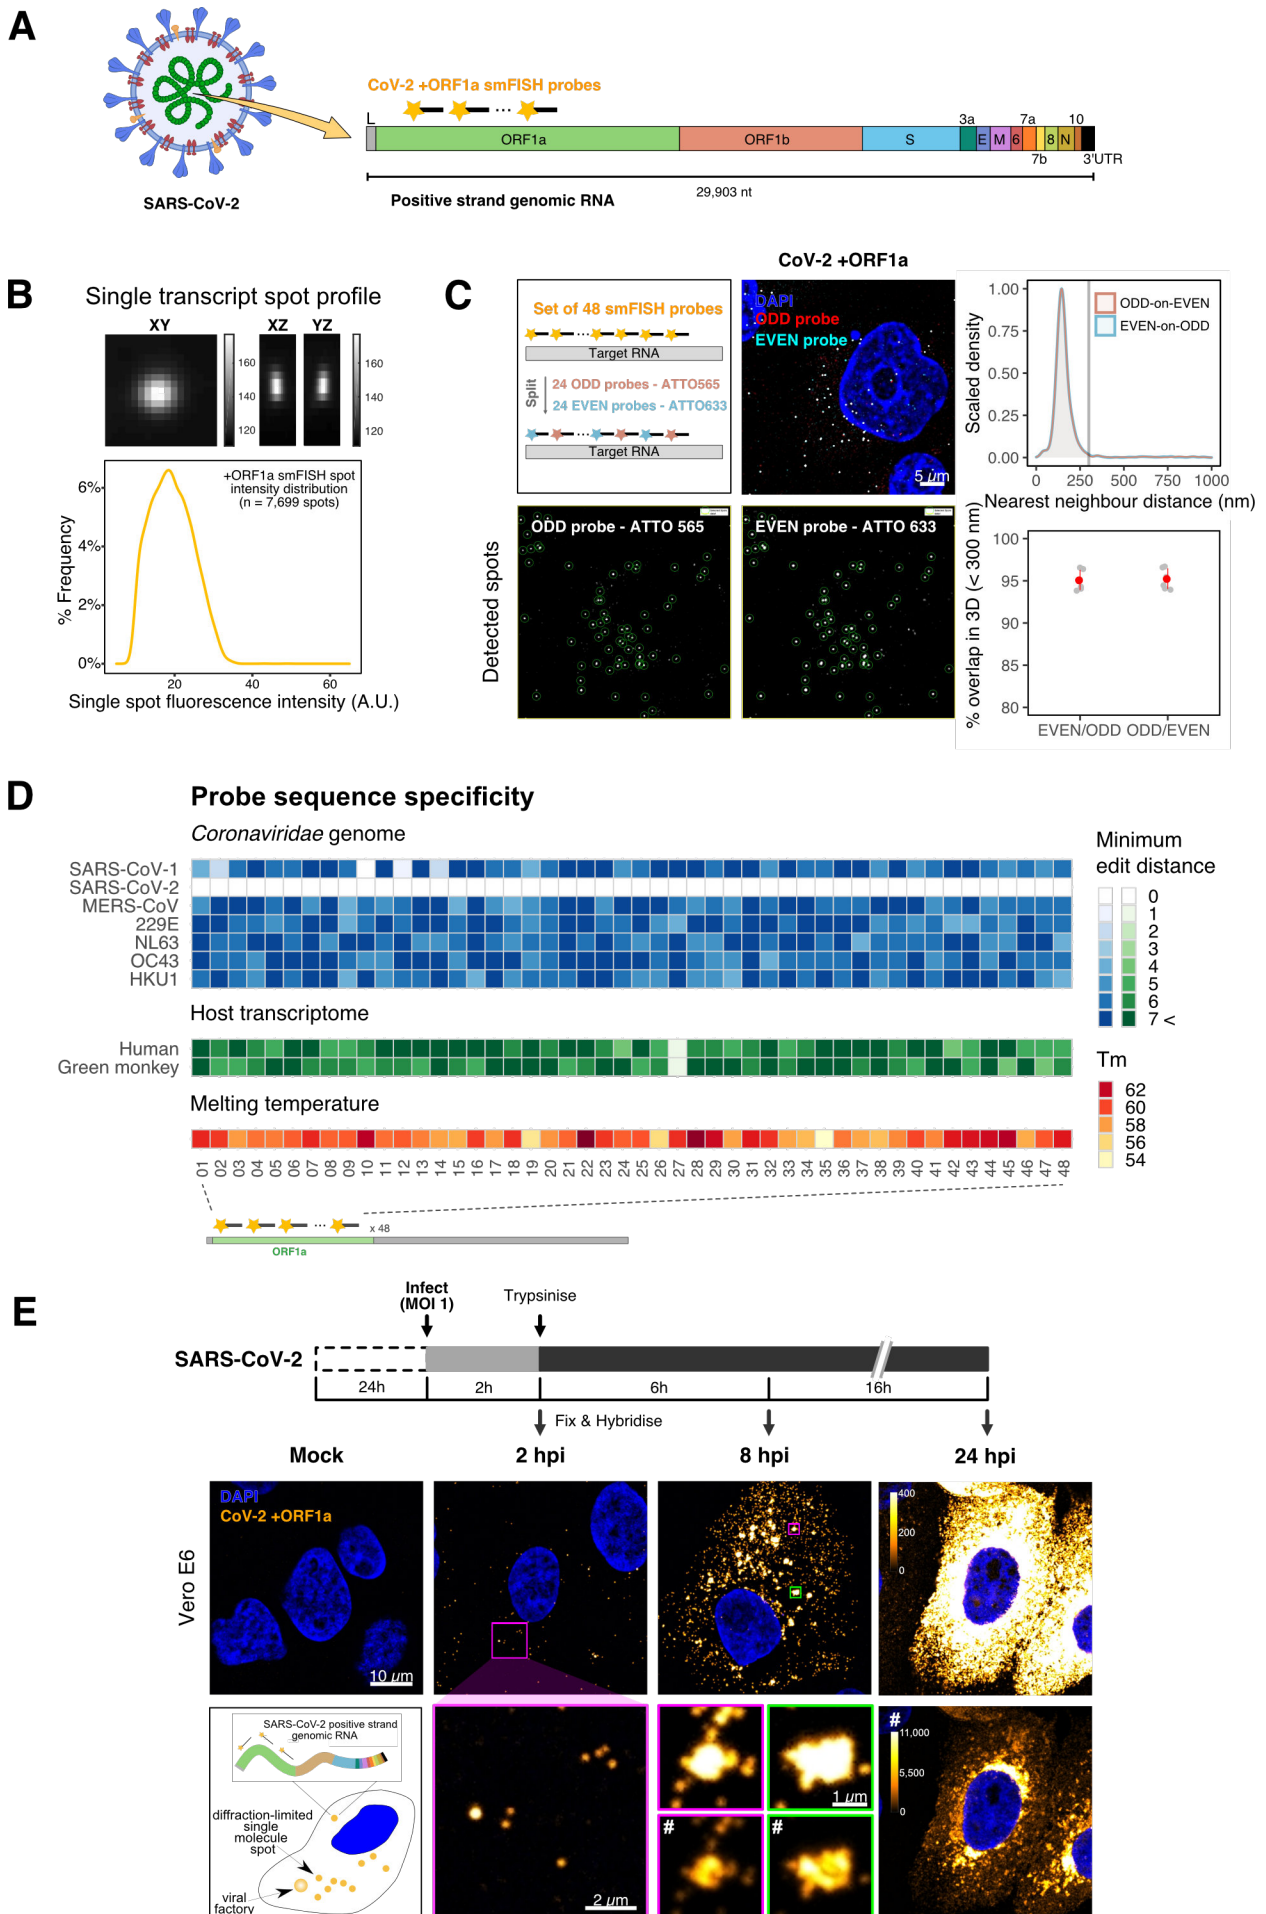 A
CoV-2 +ORF1a smFISH probes
...
L
3a
7a
10
ORF1a
ORF1b
S
E
M
6
8
N
7b
3'UTR
29,903 nt
SARS-CoV-2
Positive strand genomic RNA
B
Single transcript spot profile
XY
XZ
YZ
160
140
120
160
140
120
+ORF1a smFISH spot
intensity distribution
(n = 7,699 spots)
6%
4%
2%
0%
% Frequency
20
40
60
Single spot fluorescence intensity (A.U.)
C
CoV-2 +ORF1a
Set of 48 smFISH probes
...
Target RNA
Split
24 ODD probes - ATTO565
24 EVEN probes - ATTO633
...
Target RNA
DAPI
ODD probe
EVEN probe
5 µm
Detected spots
ODD probe - ATTO 565
EVEN probe - ATTO 633
Scaled density
1.00
0.75
0.50
0.25
0.00
ODD-on-EVEN
EVEN-on-ODD
0
250
500
750
1000
Nearest neighbour distance (nm)
% overlap in 3D (< 300 nm)
100
95
90
85
80
EVEN/ODD
ODD/EVEN
D
Probe sequence specificity
Coronaviridae genome
SARS-CoV-1
SARS-CoV-2
MERS-CoV
229E
NL63
OC43
HKU1
Minimum
edit distance
0
1
2
3
4
5
6
7 <
Host transcriptome
Human
Green monkey
Tm
62
60
58
56
54
Melting temperature
01 02 03 04 05 06 07 08 09 10 11 12 13 14 15 16 17 18 19 20 21 22 23 24 25 26 27 28 29 30 31 32 33 34 35 36 37 38 39 40 41 42 43 44 45 46 47 48
...
x 48
ORF1a
E
Infect
(MOI 1)
Trypsinise
SARS-CoV-2
24h
2h
6h
16h
Fix & Hybridise
Mock
2 hpi
8 hpi
24 hpi
Vero E6
DAPI
CoV-2 +ORF1a
10 µm
400
200
0
SARS-CoV-2 positive strand
genomic RNA
diffraction-limited
single
molecule
spot
viral
factory
2 µm
1 µm
#
#
#
11,000
5,500
0